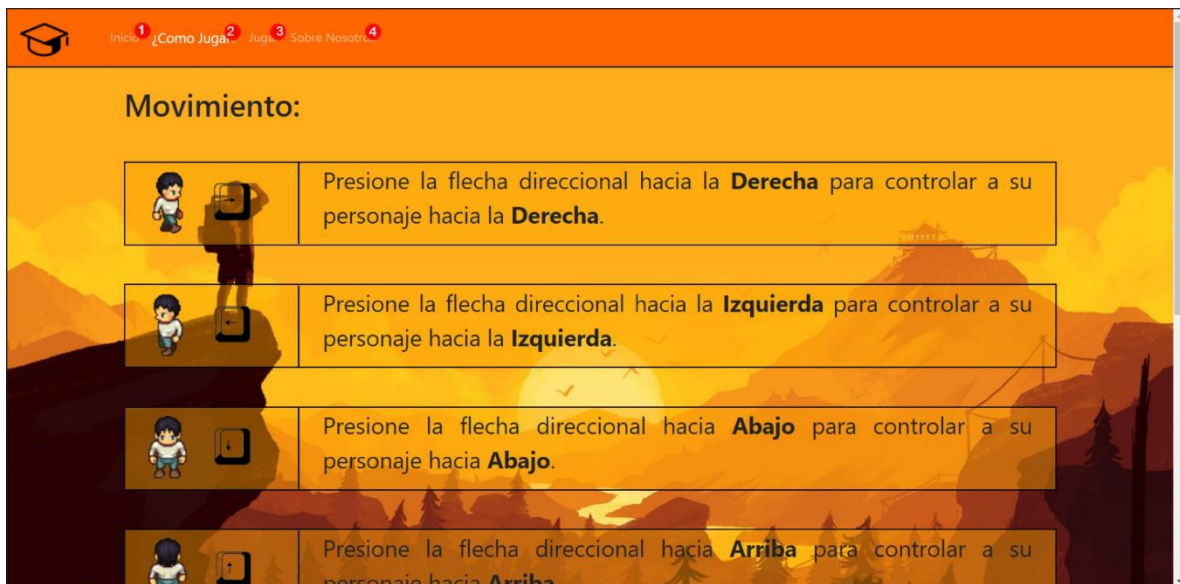 Inicio 1 ¿Como Jugar? 2 Jugar 3 Sobre Nosotros 4
Movimiento:
Presione la flecha direccional hacia la Derecha para controlar a su
personaje hacia la Derecha.
Presione la flecha direccional hacia la Izquierda para controlar a su
personaje hacia la Izquierda.
Presione la flecha direccional hacia Abajo para controlar a su
personaje hacia Abajo.
Presione la flecha direccional hacia Arriba para controlar a su
personaje hacia Arriba.